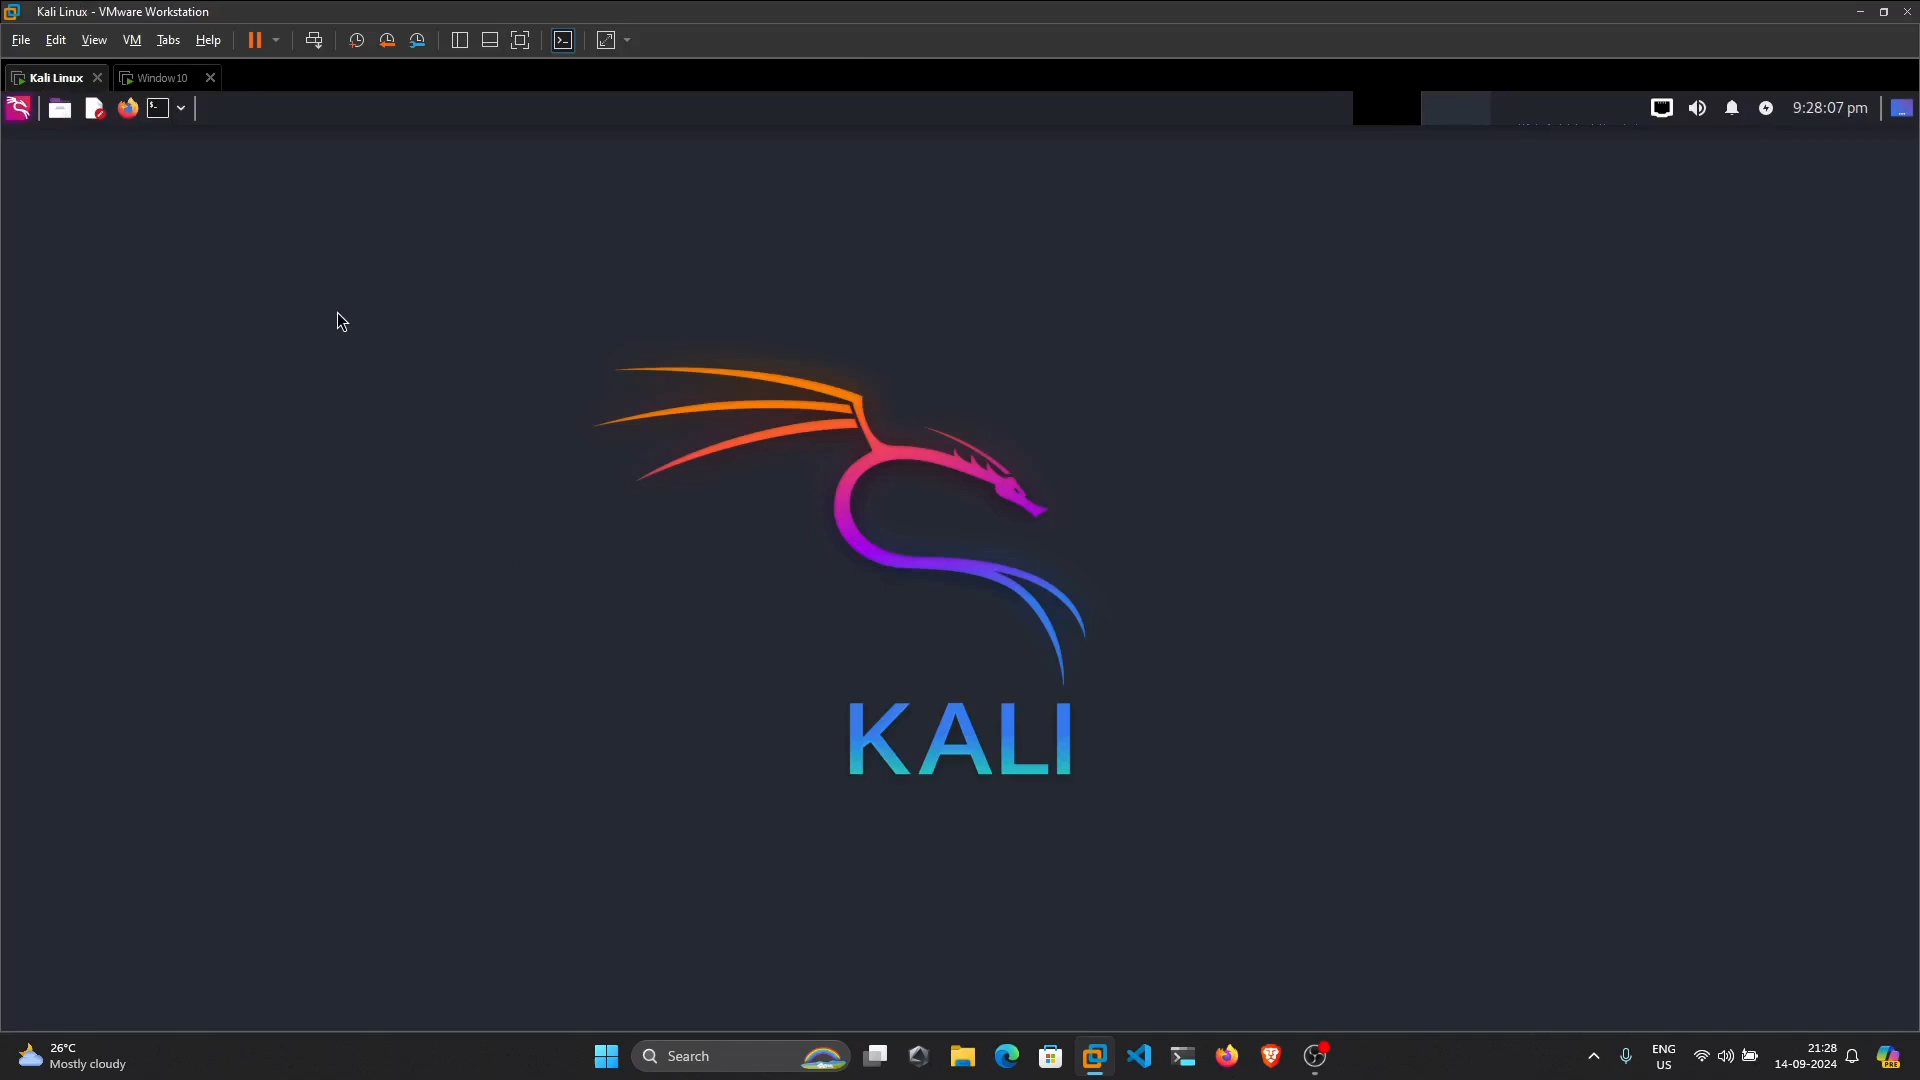 Kali Linux - VMware Workstation
File Edit View VM Tabs Help
Kali Linux Window10
9:28:07 pm
KALI
26°C
Mostly cloudy
Search
ENG
US
21:28
14-09-2024
PRE